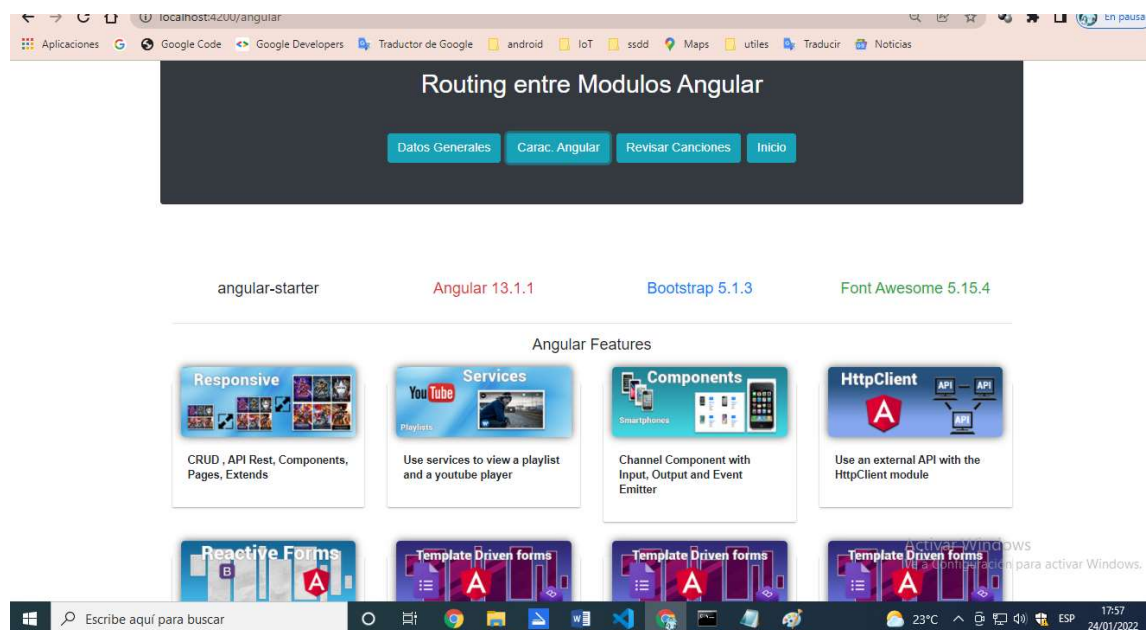 localhost:4200/angular
En pausa
Aplicaciones
Google Code
Google Developers
Traductor de Google
android
IoT
ssdd
Maps
utiles
Traducir
Noticias
Routing entre Modulos Angular
Datos Generales
Carac. Angular
Revisar Canciones
Inicio
angular-starter
Angular 13.1.1
Bootstrap 5.1.3
Font Awesome 5.15.4
Angular Features
Responsive
CRUD , API Rest, Components,
Pages, Extends
Services
YouTube
Playlists
Use services to view a playlist
and a youtube player
Components
Smartphones
Channel Component with
Input, Output and Event
Emitter
HttpClient
API
API
API
A
Use an external API with the
HttpClient module
Reactive Forms
B
A
Template Driven forms
A
Template Driven forms
A
Template Driven forms
A
Activar Windows
Ve a Configuración para activar Windows.
Escribe aquí para buscar
23°C
ESP
17:57
24/01/2022